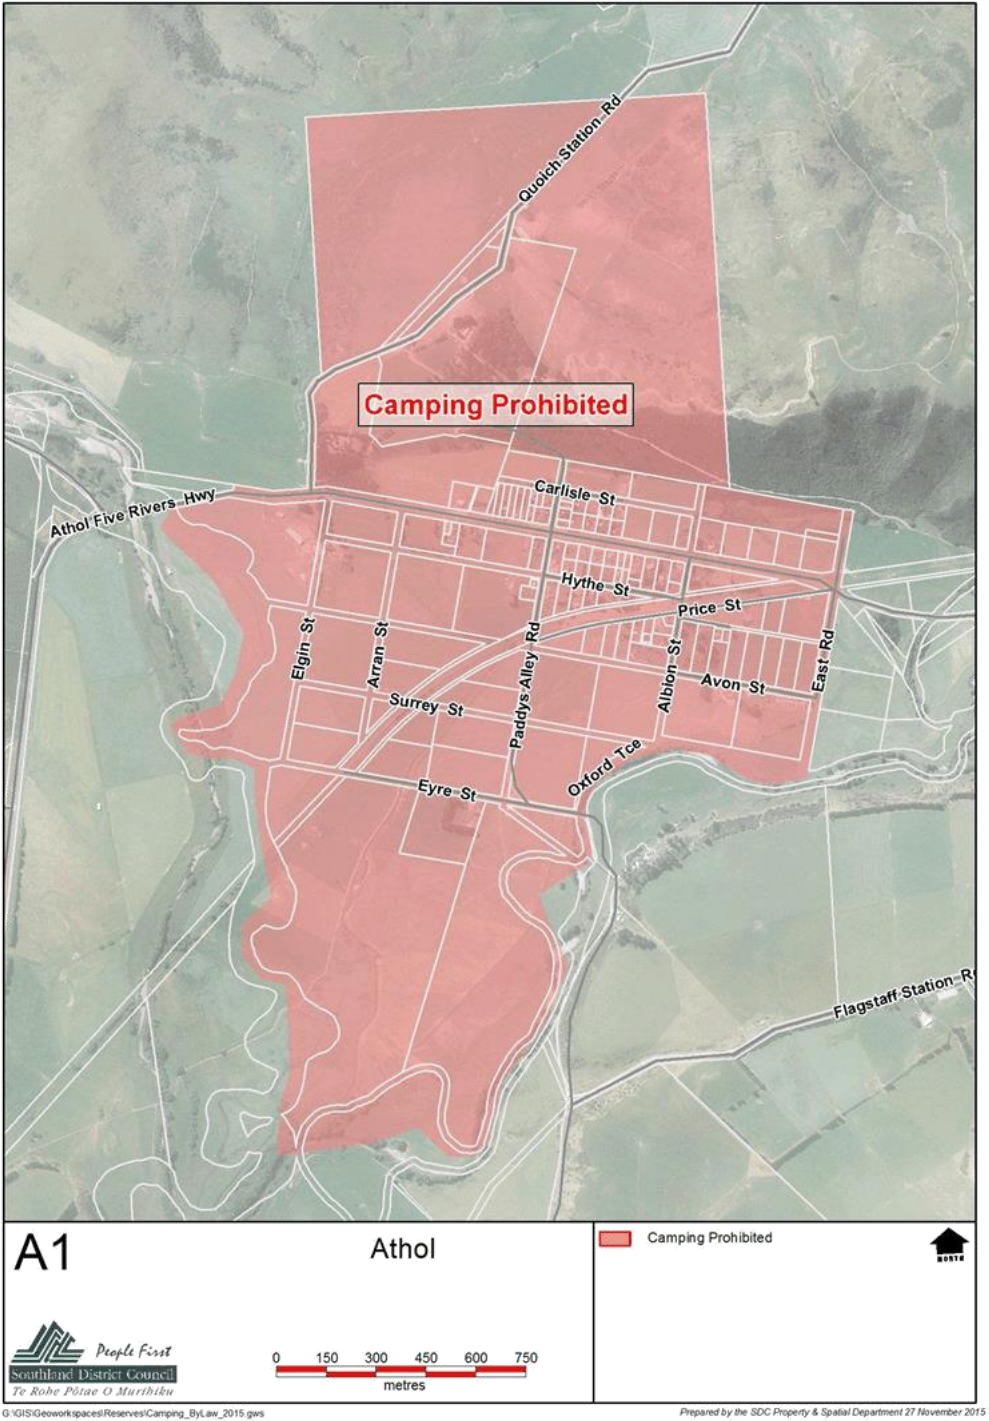 Quoich Station Rd
Camping Prohibited
Carlisle St
Athol Five Rivers Hwy
Hythe St
Price St
Elgin St
Arran St
Paddys Alley Rd
Albion St
East Rd
Avon St
Surrey St
Oxford Tce
Eyre St
Flagstaff Station R
A1
Athol
Camping Prohibited
NORTH
People First
Southland District Council
Te Rohe Pōtae O Murihiku
0 150 300 450 600 750
metres
G:\GIS\Geoworkspaces\Reserves\Camping_ByLaw_2015.gws
Prepared by the SDC Property & Spatial Department 27 November 2015